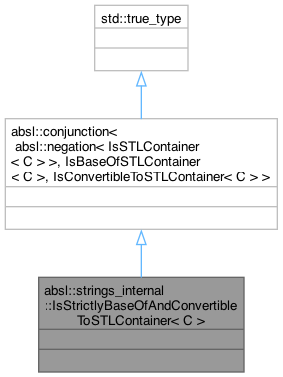 std::true_type
absl::conjunction<
absl::negation< IsSTLContainer
< C > >, IsBaseOfSTLContainer
< C >, IsConvertibleToSTLContainer< C > >
absl::strings_internal
::IsStrictlyBaseOfAndConvertible
ToSTLContainer< C >